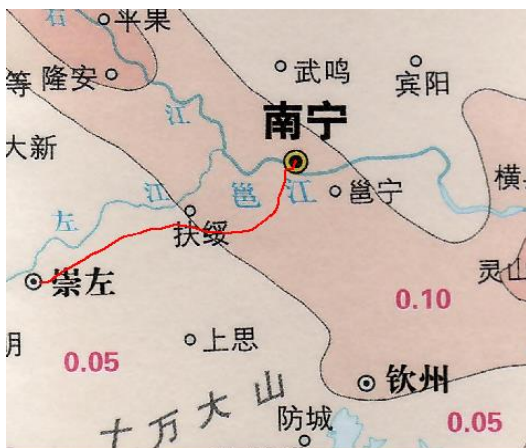 右
平果
武鸣
宾阳
等
隆安
江
南宁
大新
横
江
邕
江
邕宁
左
扶绥
灵山
崇左
0.10
上思
0.05
钦州
十万大山
防城
0.05